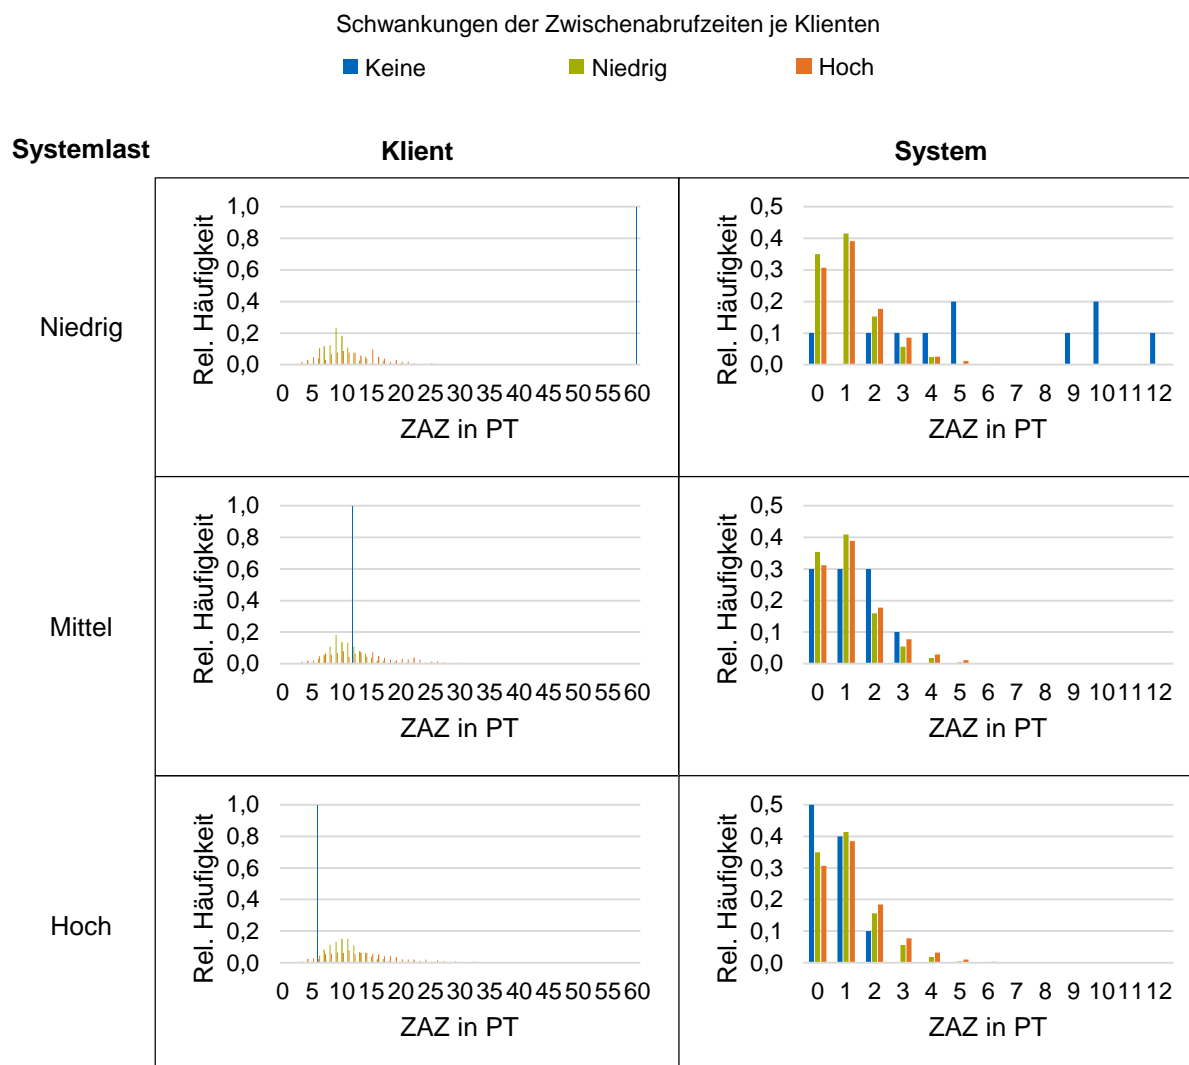 Schwankungen der Zwischenabrufzeiten je Klienten
Keine Niedrig Hoch
Systemlast Klient System
Niedrig
Rel. Häufigkeit
1,0
0,8
0,6
0,4
0,2
0,0
0 5 10 15 20 25 30 35 40 45 50 55 60
ZAZ in PT
Rel. Häufigkeit
0,5
0,4
0,3
0,2
0,1
0,0
0 1 2 3 4 5 6 7 8 9 10 11 12
ZAZ in PT
Mittel
Rel. Häufigkeit
1,0
0,8
0,6
0,4
0,2
0,0
0 5 10 15 20 25 30 35 40 45 50 55 60
ZAZ in PT
Rel. Häufigkeit
0,5
0,4
0,3
0,2
0,1
0,0
0 1 2 3 4 5 6 7 8 9 10 11 12
ZAZ in PT
Hoch
Rel. Häufigkeit
1,0
0,8
0,6
0,4
0,2
0,0
0 5 10 15 20 25 30 35 40 45 50 55 60
ZAZ in PT
Rel. Häufigkeit
0,5
0,4
0,3
0,2
0,1
0,0
0 1 2 3 4 5 6 7 8 9 10 11 12
ZAZ in PT